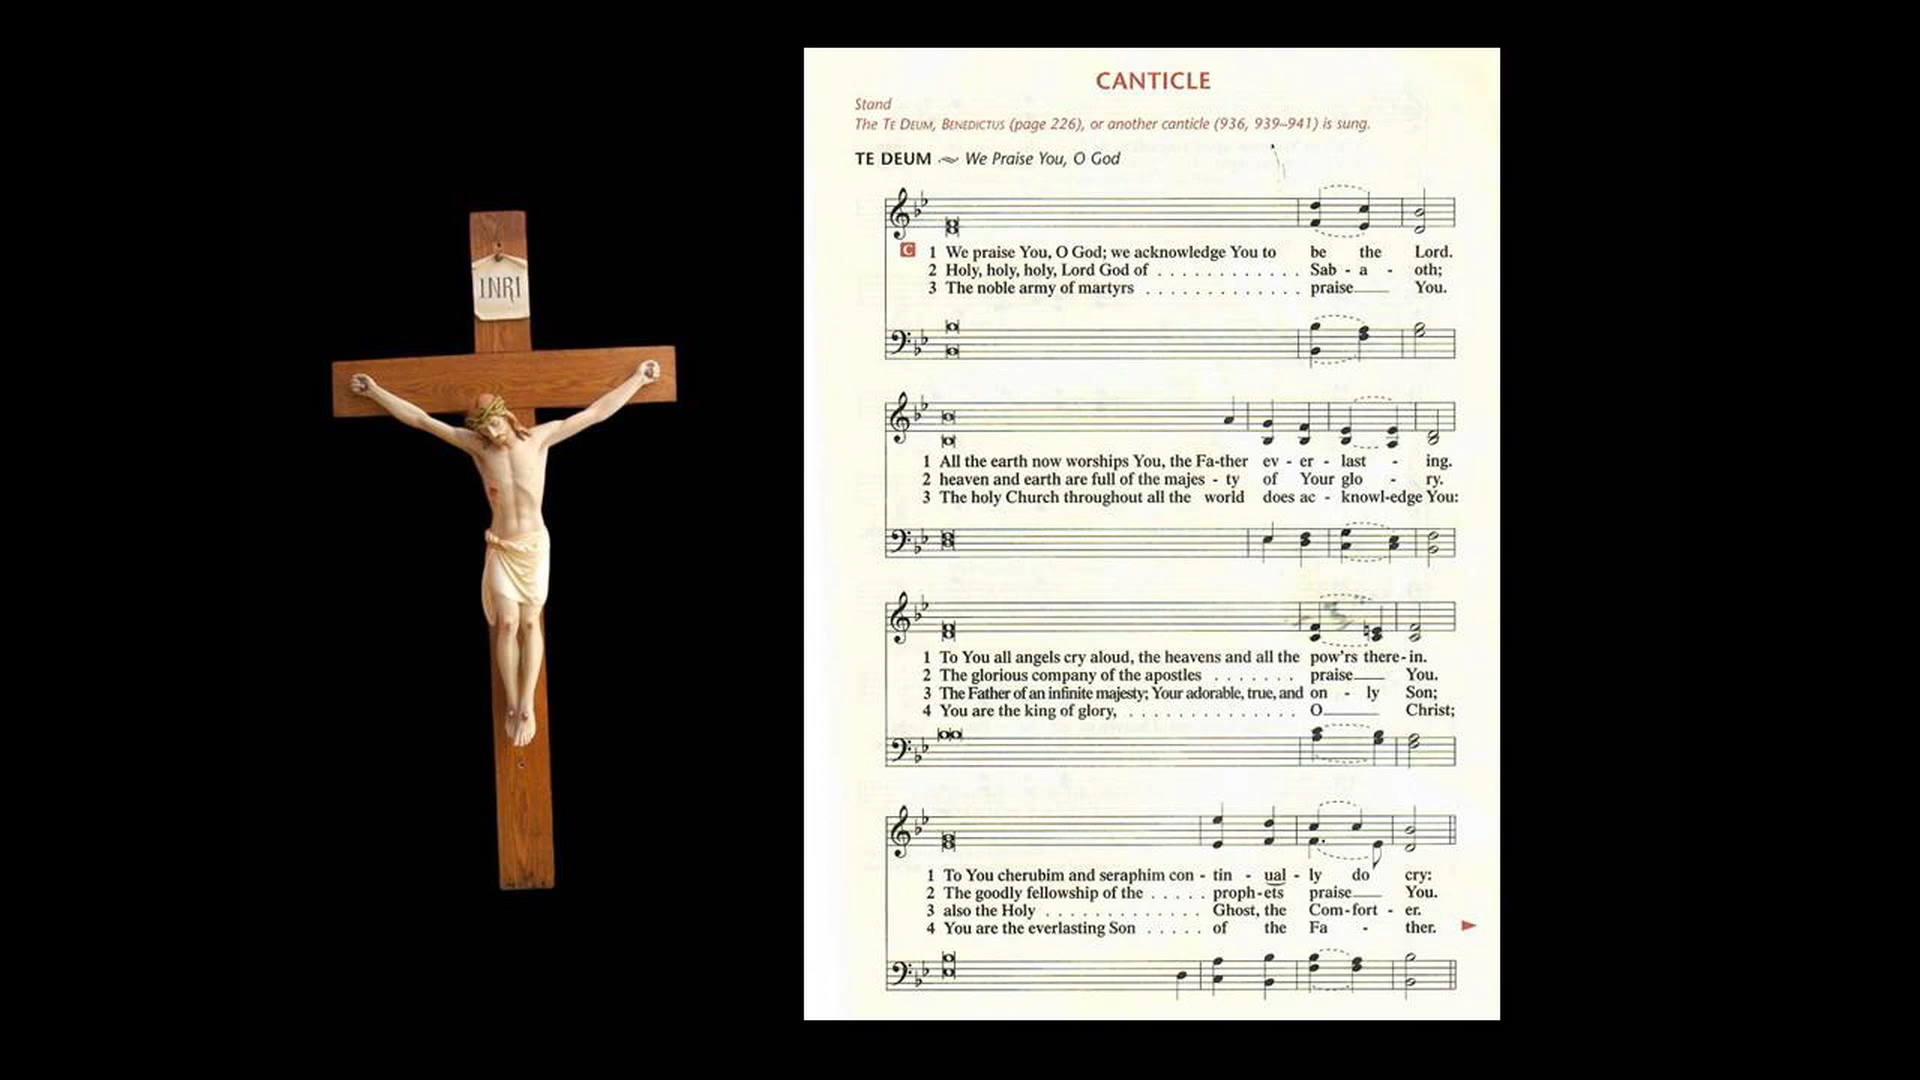 INRI
CANTICLE
Stand
The TE DEUM, BENEDICTUS (page 226), or another canticle (936, 939–941) is sung.
TE DEUM We Praise You, O God
C 1 We praise You, O God; we acknowledge You to be the Lord.
2 Holy, holy, holy, Lord God of . . . . . . . . . . . . Sab - a - oth;
3 The noble army of martyrs . . . . . . . . . . . . . praise____ You.
1 All the earth now worships You, the Fa-ther ev - er - last - ing.
2 heaven and earth are full of the majes - ty of Your glo - ry.
3 The holy Church throughout all the world does ac - knowl-edge You:
1 To You all angels cry aloud, the heavens and all the pow'rs there-in.
2 The glorious company of the apostles . . . . . . . praise____ You.
3 The Father of an infinite majesty; Your adorable, true, and on - ly Son;
4 You are the king of glory, . . . . . . . . . . . . . . O______ Christ;
1 To You cherubim and seraphim con - tin - ual - ly do cry:
2 The goodly fellowship of the . . . . . proph-ets praise____ You.
3 also the Holy . . . . . . . . . . . . . Ghost, the Com-fort - er.
4 You are the everlasting Son . . . . . of the Fa - ther.